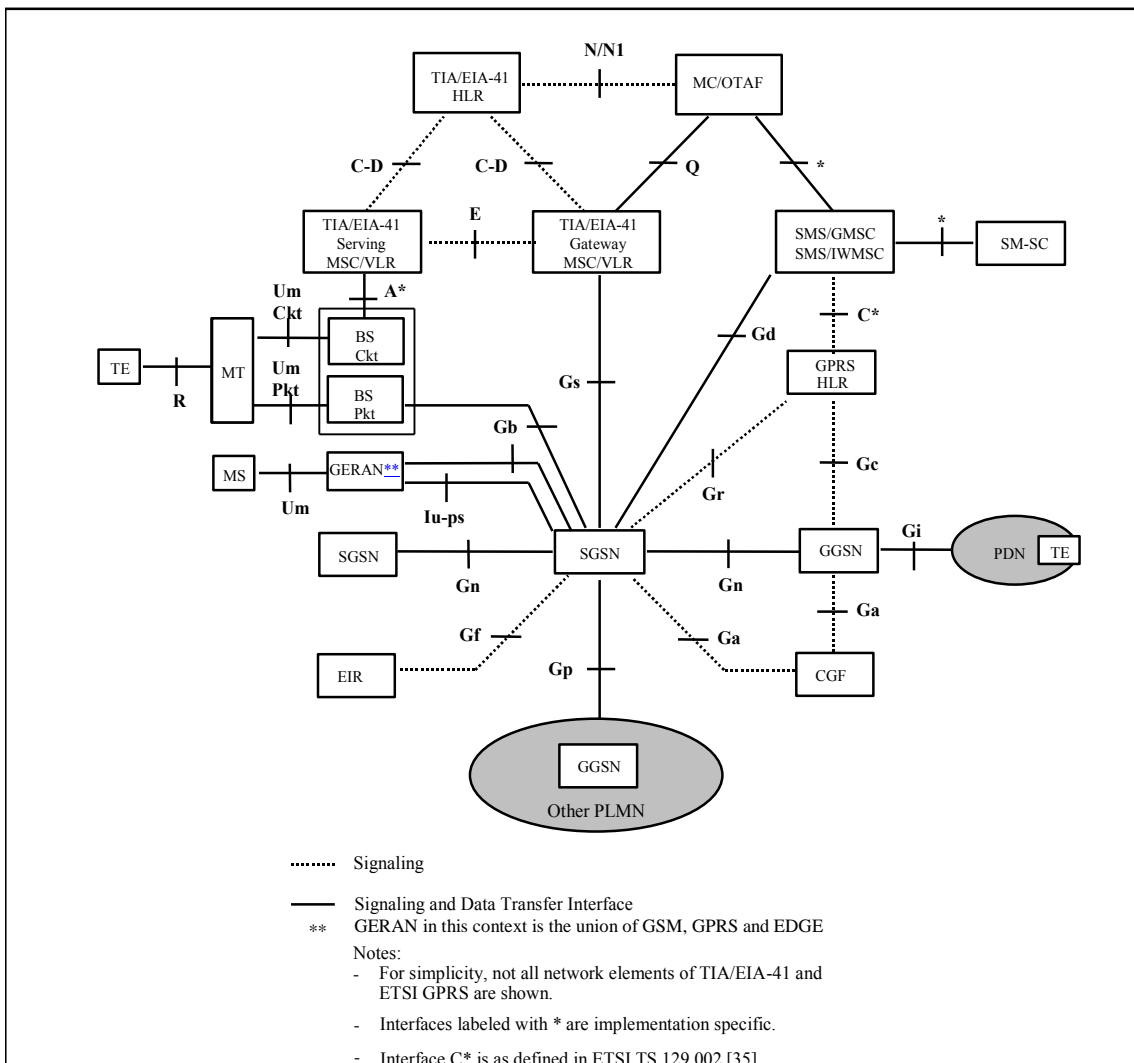 N/N1
TIA/EIA-41
HLR
MC/OTAF
C-D
C-D
Q
*
TIA/EIA-41
Serving
MSC/VLR
E
TIA/EIA-41
Gateway
MSC/VLR
SMS/GMSC
SMS/IWMSC
*
SM-SC
Um
Ckt
A*
C*
BS
Ckt
Gd
TE
MT
GPRS
HLR
R
Um
Pkt
BS
Pkt
Gs
Gb
MS
GERAN**
Gc
Um
Iu-ps
Gr
SGSN
SGSN
GGSN
Gi
PDN
TE
Gn
Gn
Ga
Gf
Ga
EIR
Gp
CGF
GGSN
Other PLMN
Signaling
Signaling and Data Transfer Interface
** GERAN in this context is the union of GSM, GPRS and EDGE
Notes:
- For simplicity, not all network elements of TIA/EIA-41 and
ETSI GPRS are shown.
- Interfaces labeled with * are implementation specific.
- Interface C* is as defined in ETSI TS 129 002 [35]